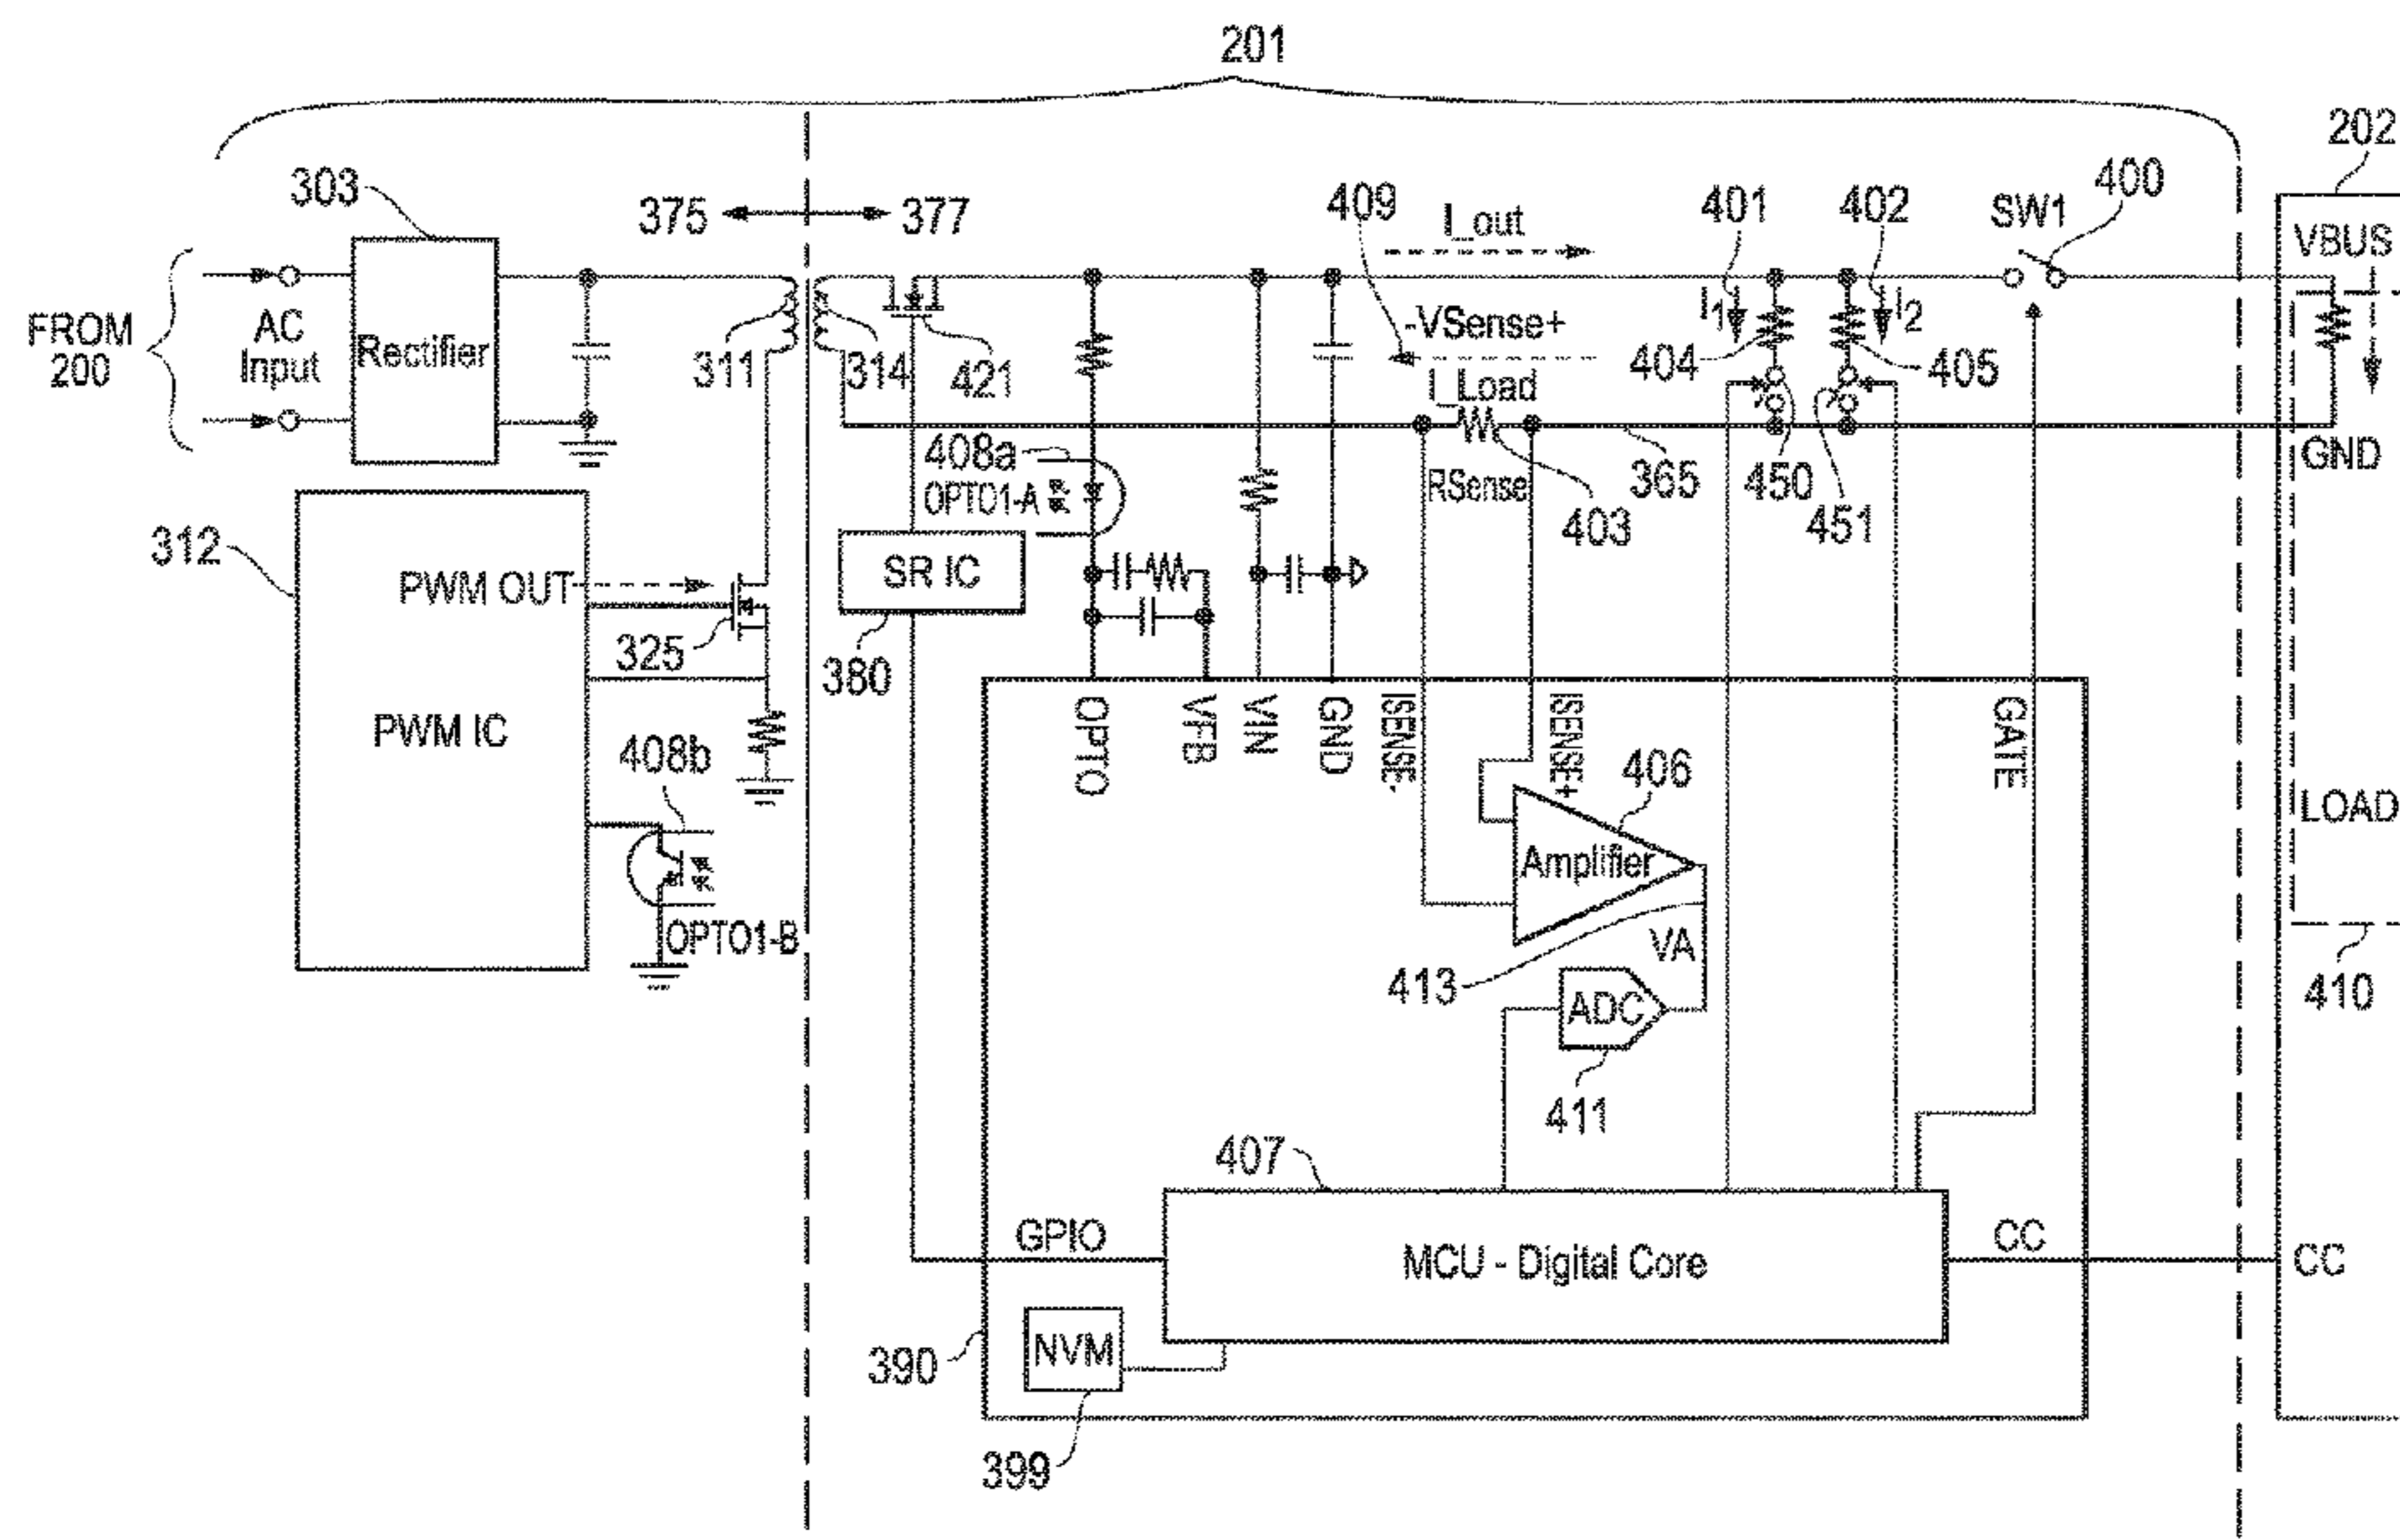 201
202
303
375
377
409
I_out
401
402
SW1
400
VBUS
FROM
200
AC
Input
Rectifier
311
314
421
-VSense+
I1
I2
404
405
I_Load
408a
OPTO1-A
RSense
403
365
450
451
GND
312
PWM OUT
SR IC
325
380
PWM IC
408b
OPTO1-B
OPTO
VFB
VIN
GND
ISENSE-
ISENSE+
GATE
406
Amplifier
LOAD
VA
413
ADC
411
410
407
GPIO
MCU - Digital Core
CC
CC
390
NVM
399